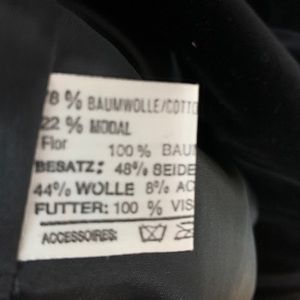 78 % BAUMWOLLE/COTTO
22 % MODAL
Flor 100 % BAU
BESATZ: 48% SEIDE
44% WOLLE 8% AC
FUTTER: 100 % VIS
ACCESSOIRES: